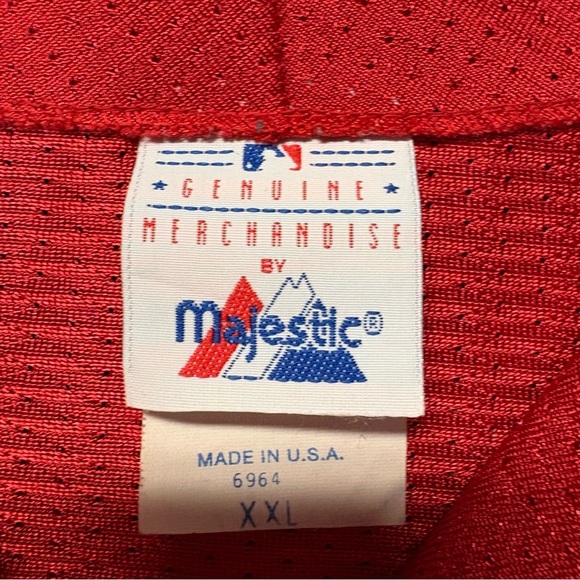 GENUINE
MERCHANDISE
BY
Majestic®
MADE IN U.S.A.
6964
XXL